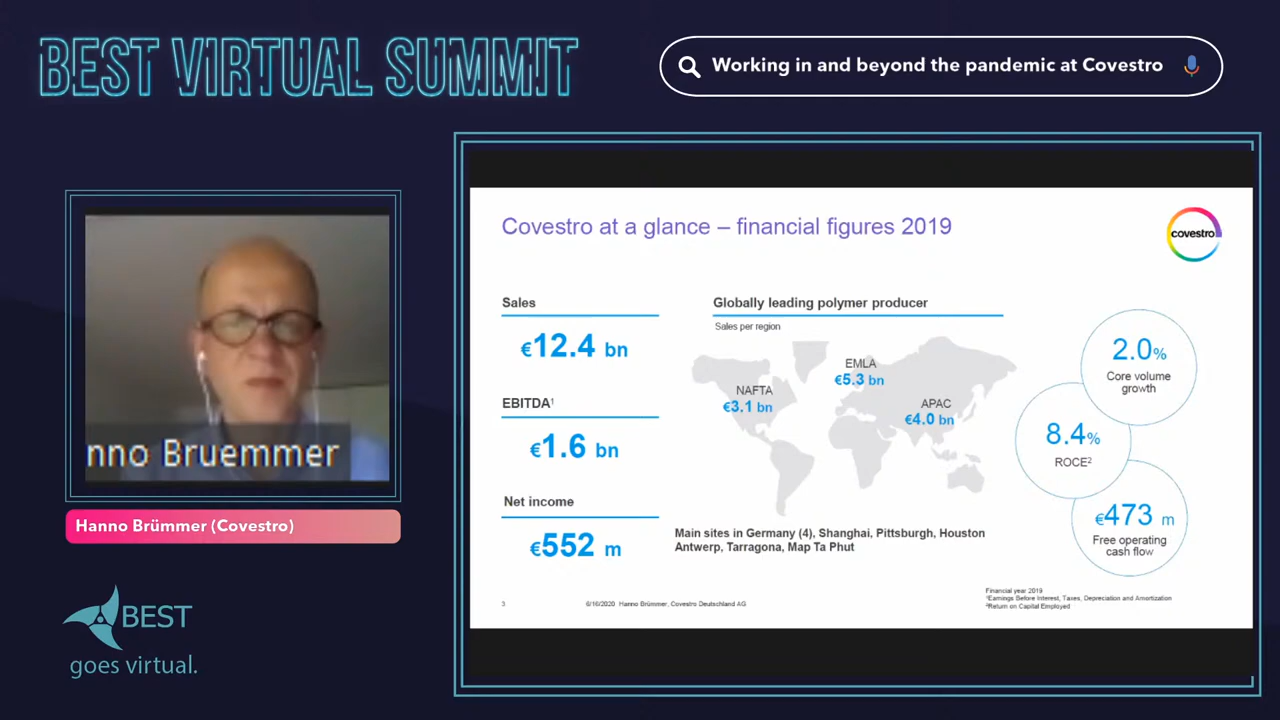 BEST VIRTUAL SUMMIT
Working in and beyond the pandemic at Covestro
nno Bruemmer
Hanno Brümmer (Covestro)
BEST
goes virtual.
Covestro at a glance – financial figures 2019
covestro
Sales
€12.4 bn
EBITDA¹
€1.6 bn
Net income
€552 m
Globally leading polymer producer
Sales per region
NAFTA
€3.1 bn
EMLA
€5.3 bn
APAC
€4.0 bn
Main sites in Germany (4), Shanghai, Pittsburgh, Houston
Antwerp, Tarragona, Map Ta Phut
2.0%
Core volume
growth
8.4%
ROCE²
€473 m
Free operating
cash flow
3
6/16/2020 Hanno Brümmer, Covestro Deutschland AG
Financial year 2019
¹Earnings Before Interest, Taxes, Depreciation and Amortization
²Return on Capital Employed